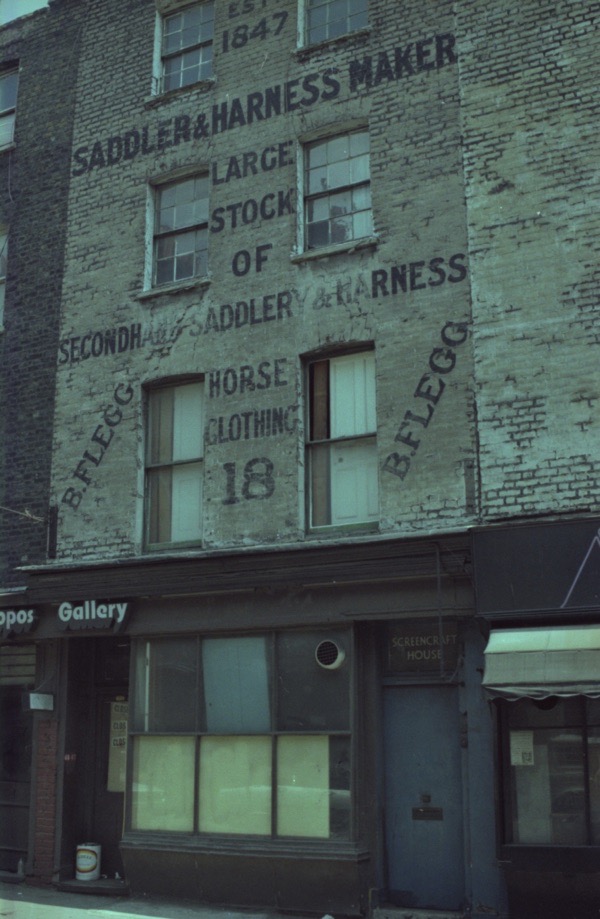 EST
1847
SADDLER & HARNESS MAKER
LARGE
STOCK
OF
SECONDHAND SADDLERY & HARNESS
HORSE
CLOTHING
B. FLEGG
B. FLEGG
18
opos Gallery
SCREENCRAFT
HOUSE